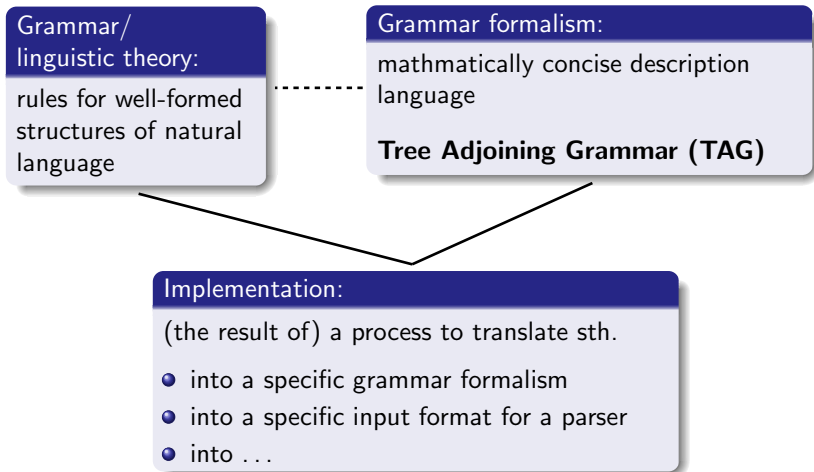 Grammar/
linguistic theory:
rules for well-formed
structures of natural
language
Grammar formalism:
mathmatically concise description
language
Tree Adjoining Grammar (TAG)
Implementation:
(the result of) a process to translate sth.
into a specific grammar formalism
into a specific input format for a parser
into ...